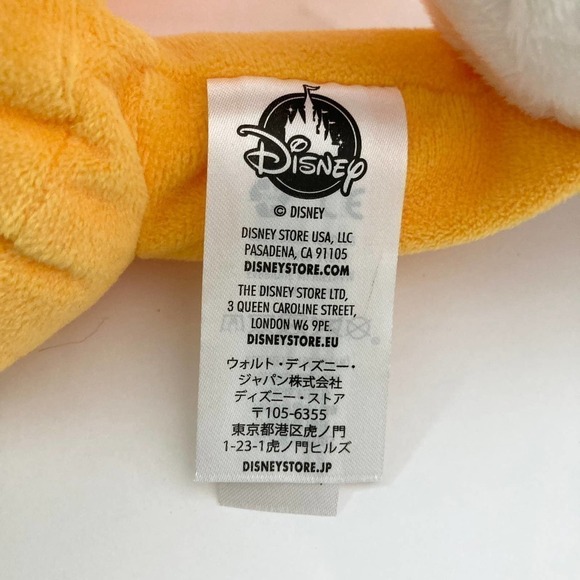 DISNEY
© DISNEY
DISNEY STORE USA, LLC
PASADENA, CA 91105
DISNEYSTORE.COM
THE DISNEY STORE LTD,
3 QUEEN CAROLINE STREET,
LONDON W6 9PE.
DISNEYSTORE.EU
ウォルト・ディズニー・
ジャパン株式会社
ディズニー・ストア
〒105-6355
東京都港区虎ノ門
1-23-1虎ノ門ヒルズ
DISNEYSTORE.JP